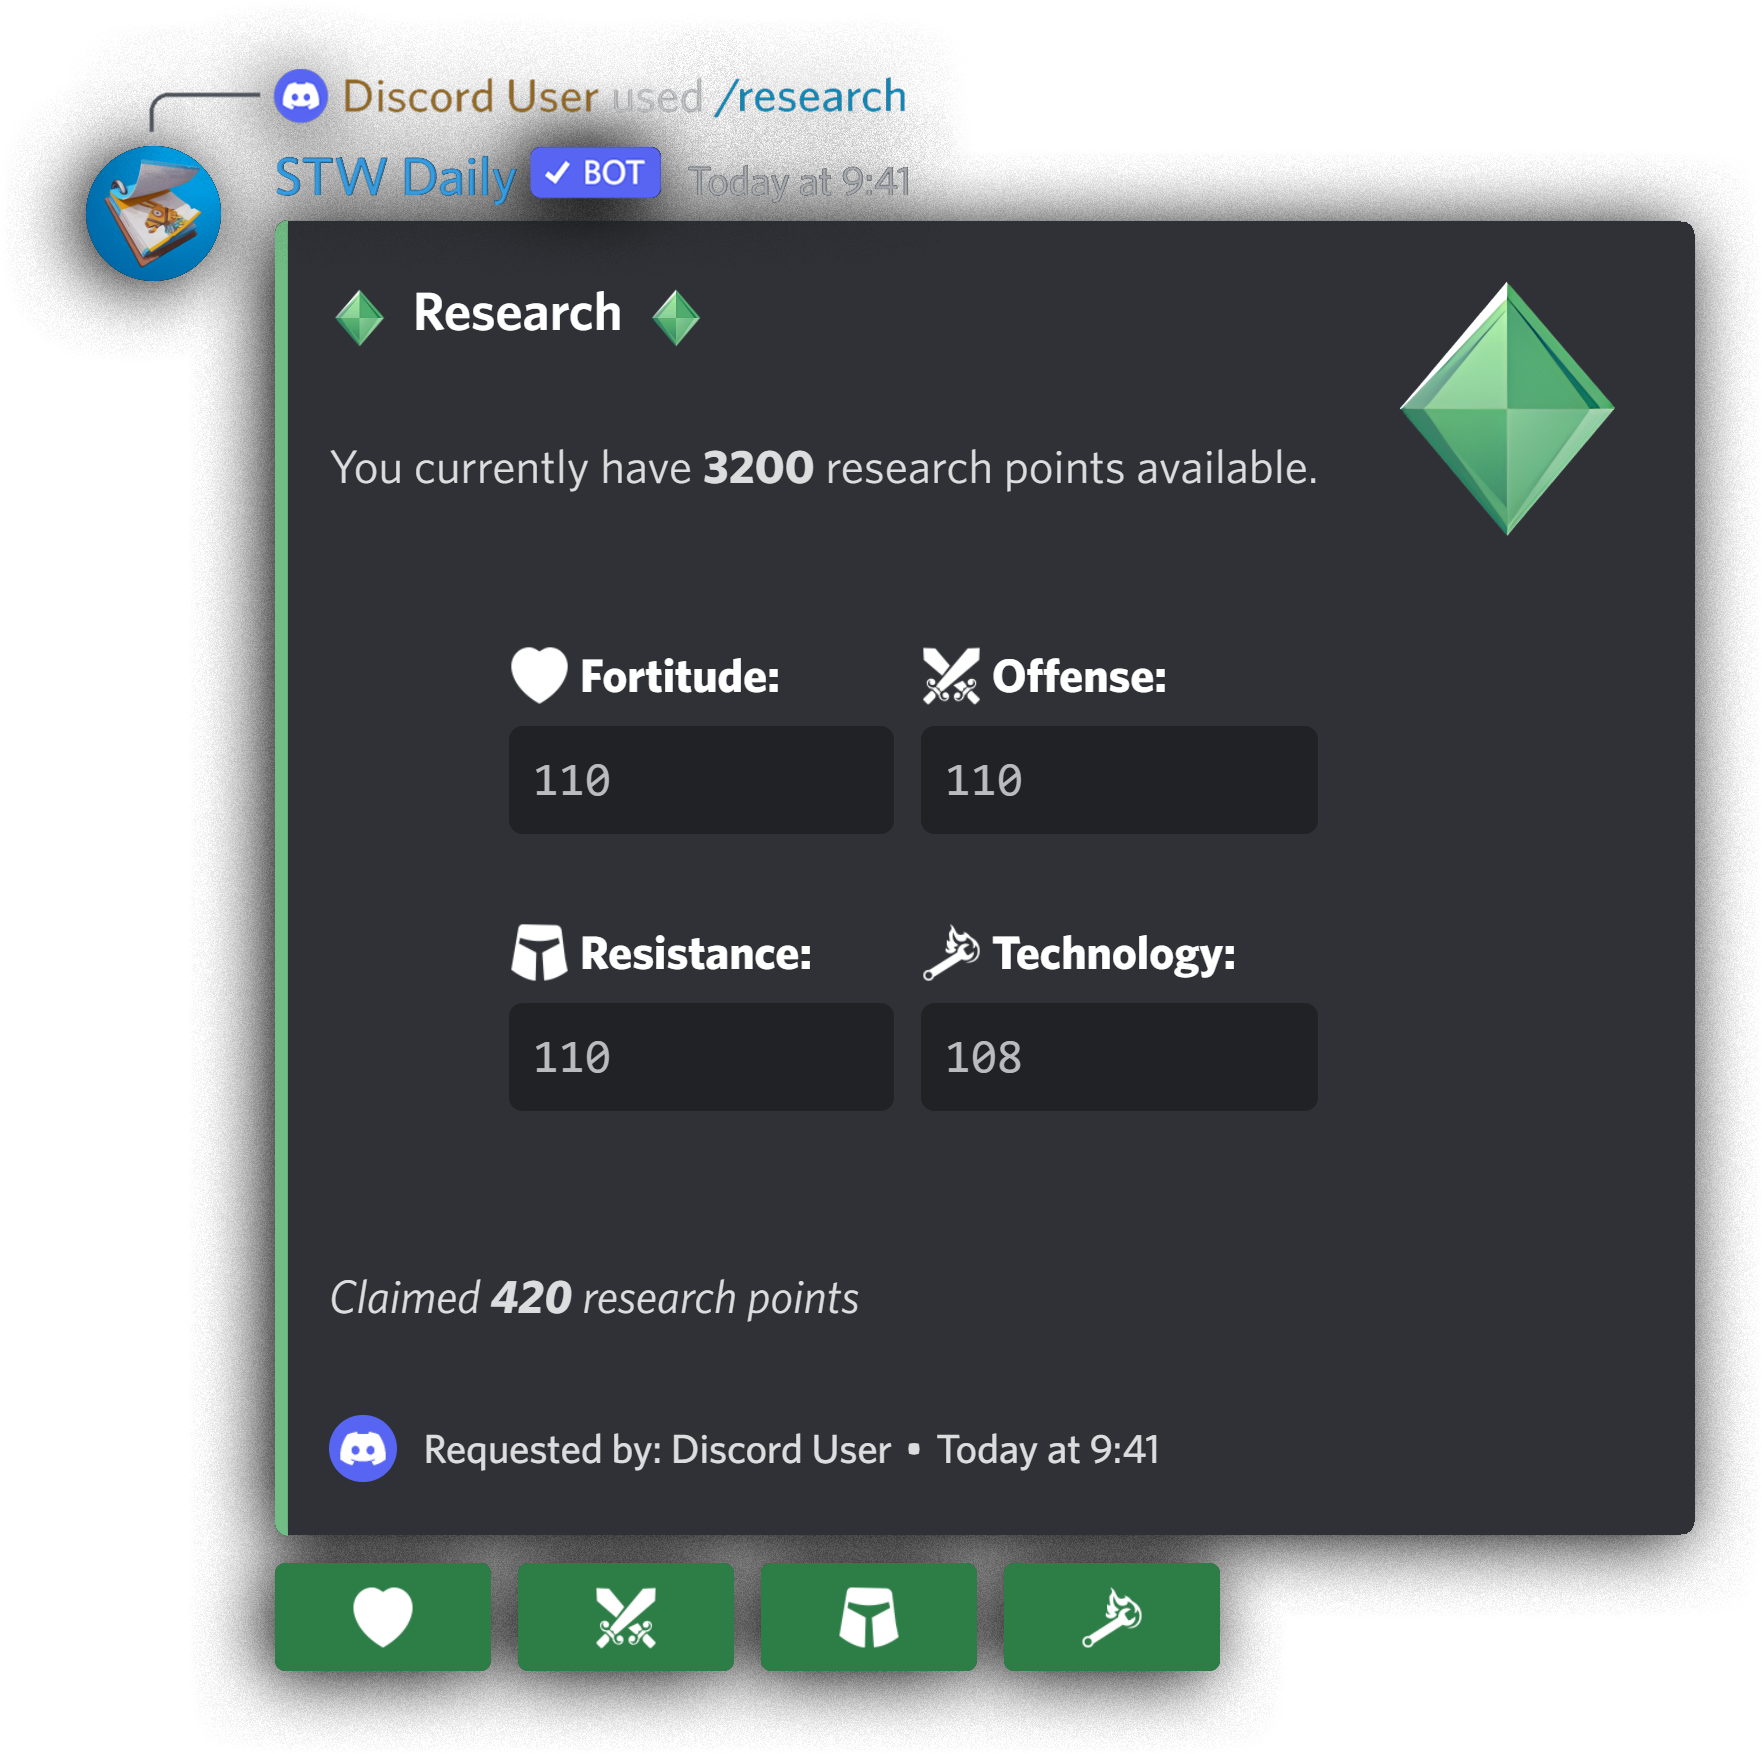 Discord User used /research
STW Daily ✓ BOT Today at 9:41
Research
You currently have 3200 research points available.
Fortitude: Offense:
110 110
Resistance: Technology:
110 108
Claimed 420 research points
Requested by: Discord User • Today at 9:41